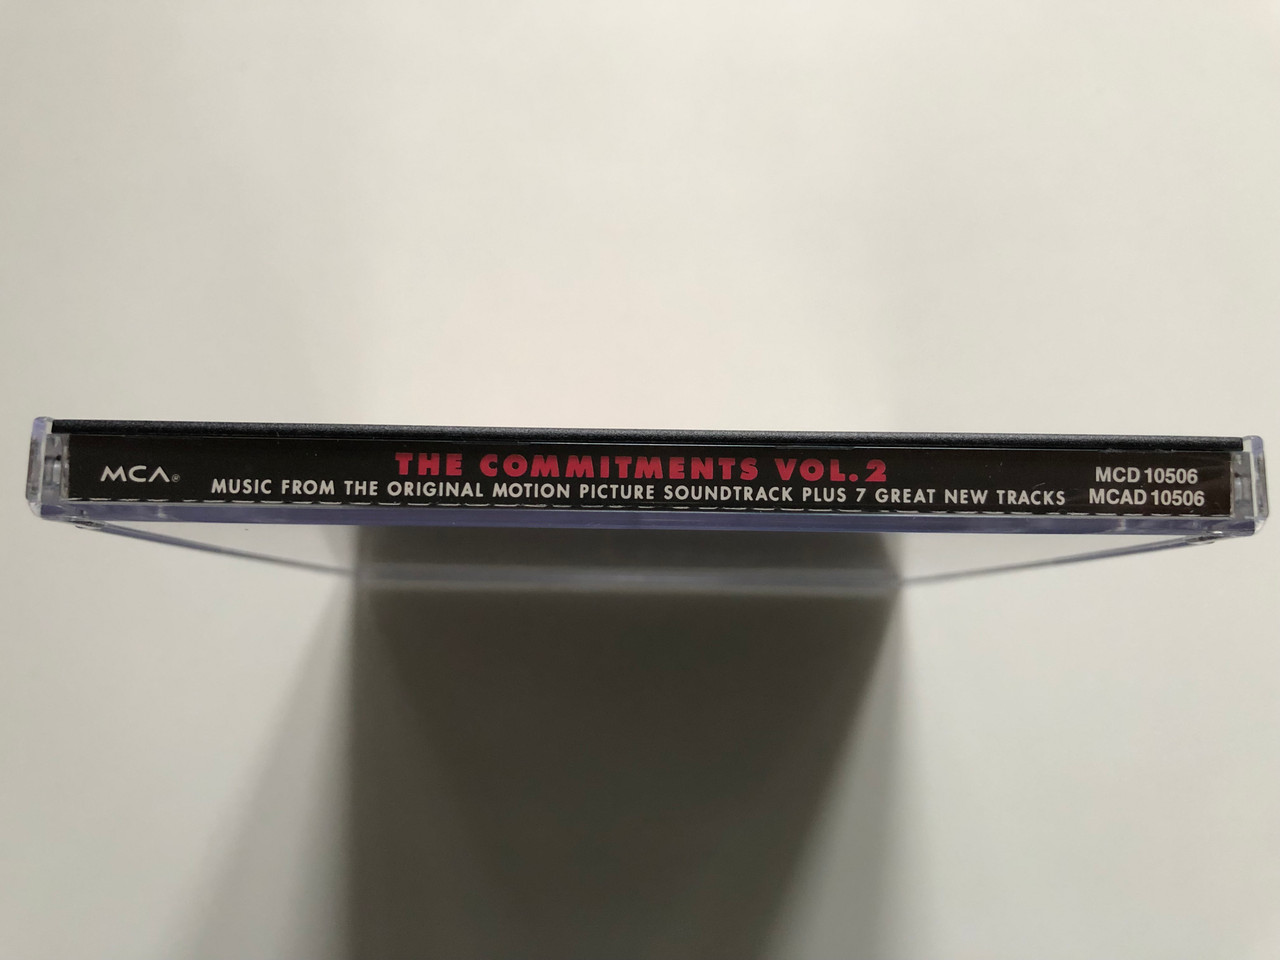 MCA®
THE COMMITMENTS VOL.2
MUSIC FROM THE ORIGINAL MOTION PICTURE SOUNDTRACK PLUS 7 GREAT NEW TRACKS
MCD 10506
MCAD 10506